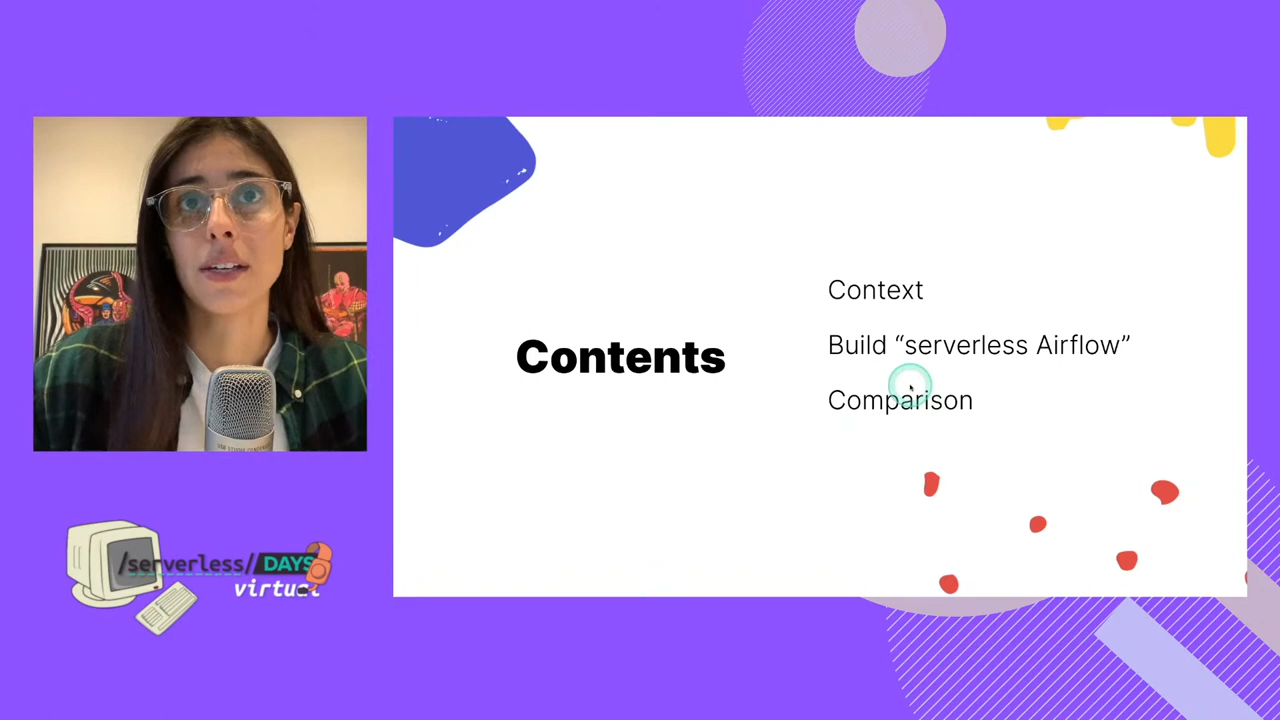 Contents
Context
Build “serverless Airflow”
Comparison
/serverless/DAYS
virtual